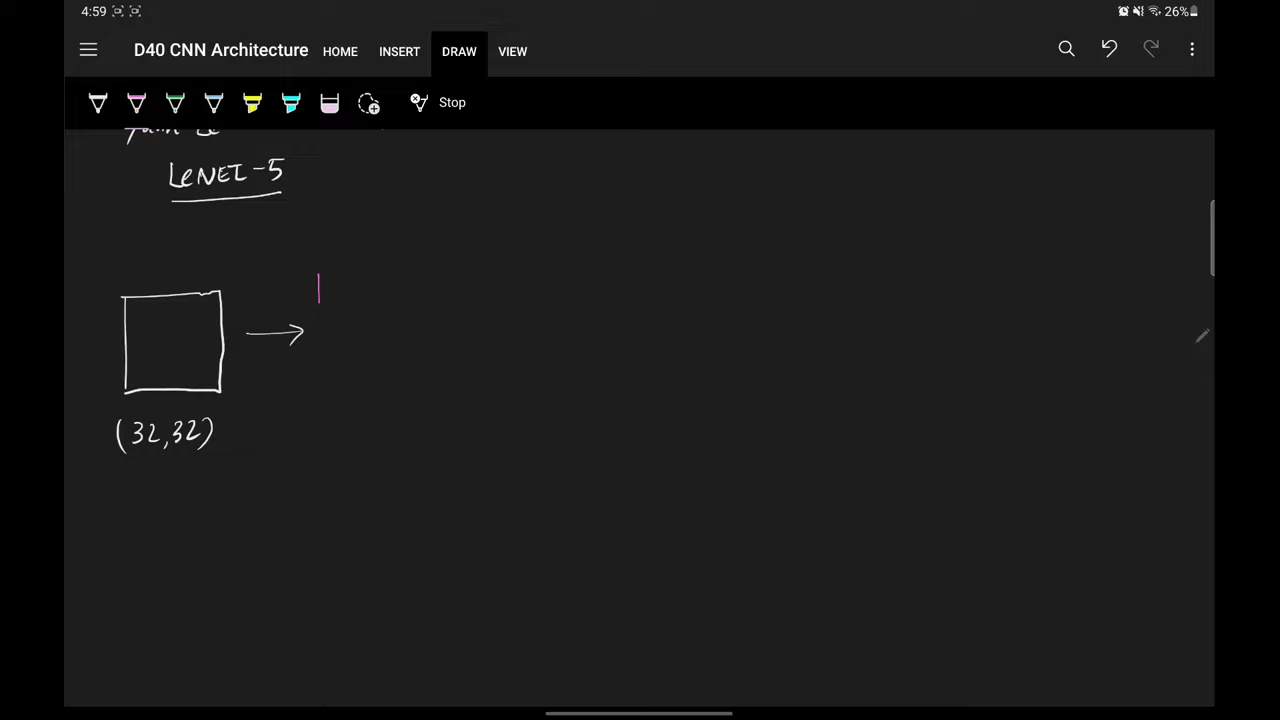 4:59 26%
D40 CNN Architecture HOME INSERT DRAW VIEW
Stop
LeNET-5
(32,32)